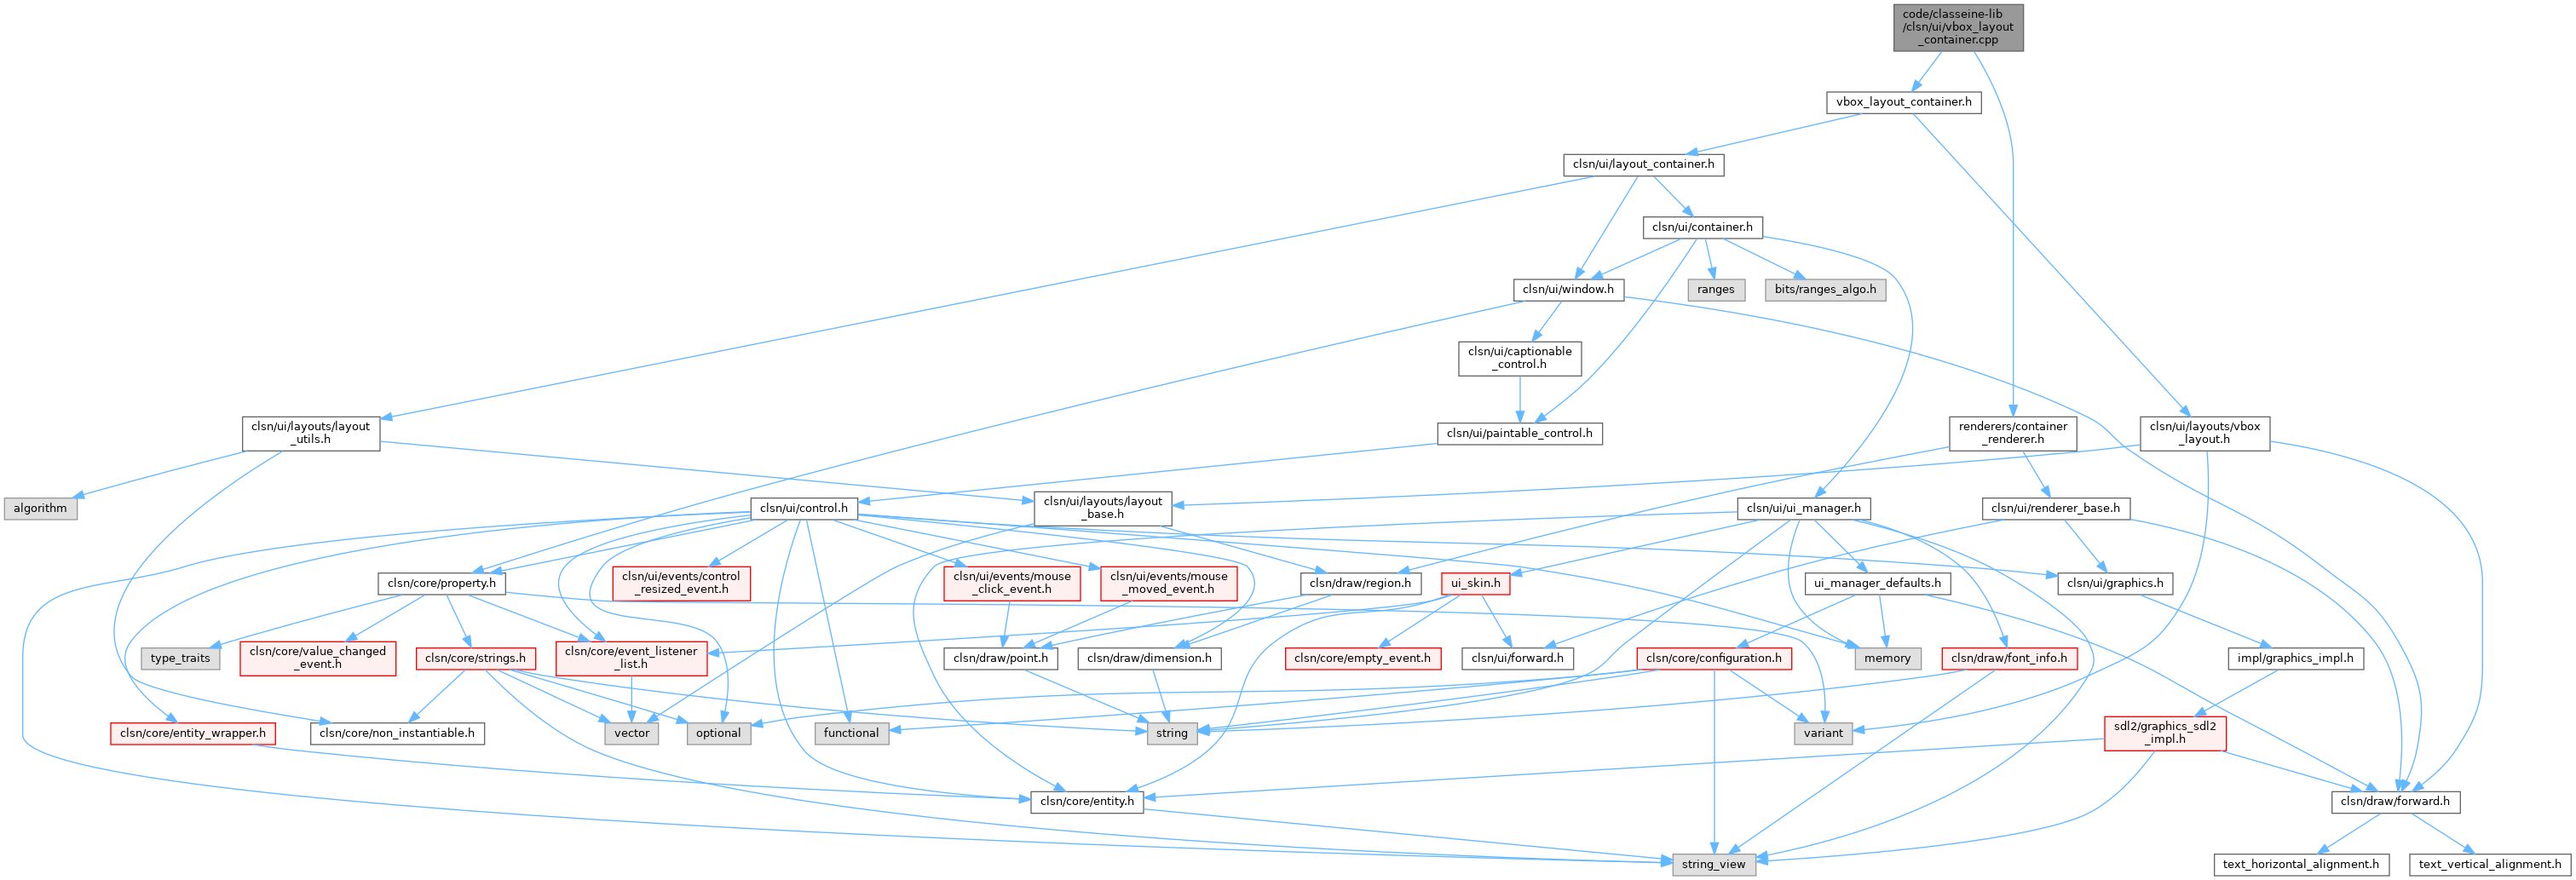 code/classeine-lib
/clsn/ui/vbox_layout
_container.cpp
vbox_layout_container.h
clsn/ui/layout_container.h
clsn/ui/container.h
clsn/ui/window.h
ranges
bits/ranges_algo.h
clsn/ui/captionable
_control.h
clsn/ui/layouts/layout
_utils.h
clsn/ui/paintable_control.h
renderers/container
_renderer.h
clsn/ui/layouts/vbox
_layout.h
algorithm
clsn/ui/control.h
clsn/ui/layouts/layout
_base.h
clsn/ui/ui_manager.h
clsn/ui/renderer_base.h
clsn/core/property.h
clsn/ui/events/control
_resized_event.h
clsn/ui/events/mouse
_click_event.h
clsn/ui/events/mouse
_moved_event.h
clsn/draw/region.h
ui_skin.h
ui_manager_defaults.h
clsn/ui/graphics.h
type_traits
clsn/core/value_changed
_event.h
clsn/core/strings.h
clsn/core/event_listener
_list.h
clsn/draw/point.h
clsn/draw/dimension.h
clsn/core/empty_event.h
clsn/ui/forward.h
clsn/core/configuration.h
memory
clsn/draw/font_info.h
impl/graphics_impl.h
clsn/core/entity_wrapper.h
clsn/core/non_instantiable.h
vector
optional
functional
string
variant
sdl2/graphics_sdl2
_impl.h
clsn/core/entity.h
clsn/draw/forward.h
string_view
text_horizontal_alignment.h
text_vertical_alignment.h